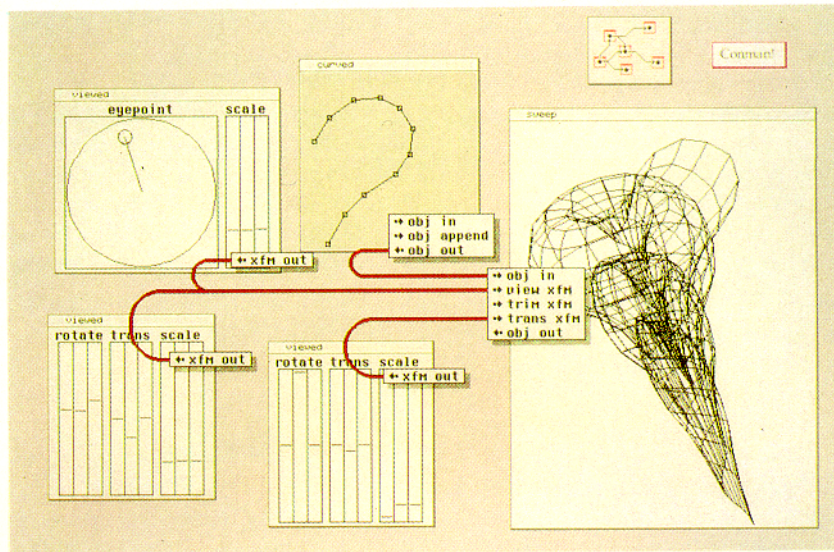 Conman!
curved
viewed
eyepoint scale
sweep
→ obj in
→ obj append
← obj out
← xfm out
→ obj in
→ view xfm
→ trim xfm
→ trans xfm
← obj out
viewed
rotate trans scale
← xfm out
viewed
rotate trans scale
← xfm out